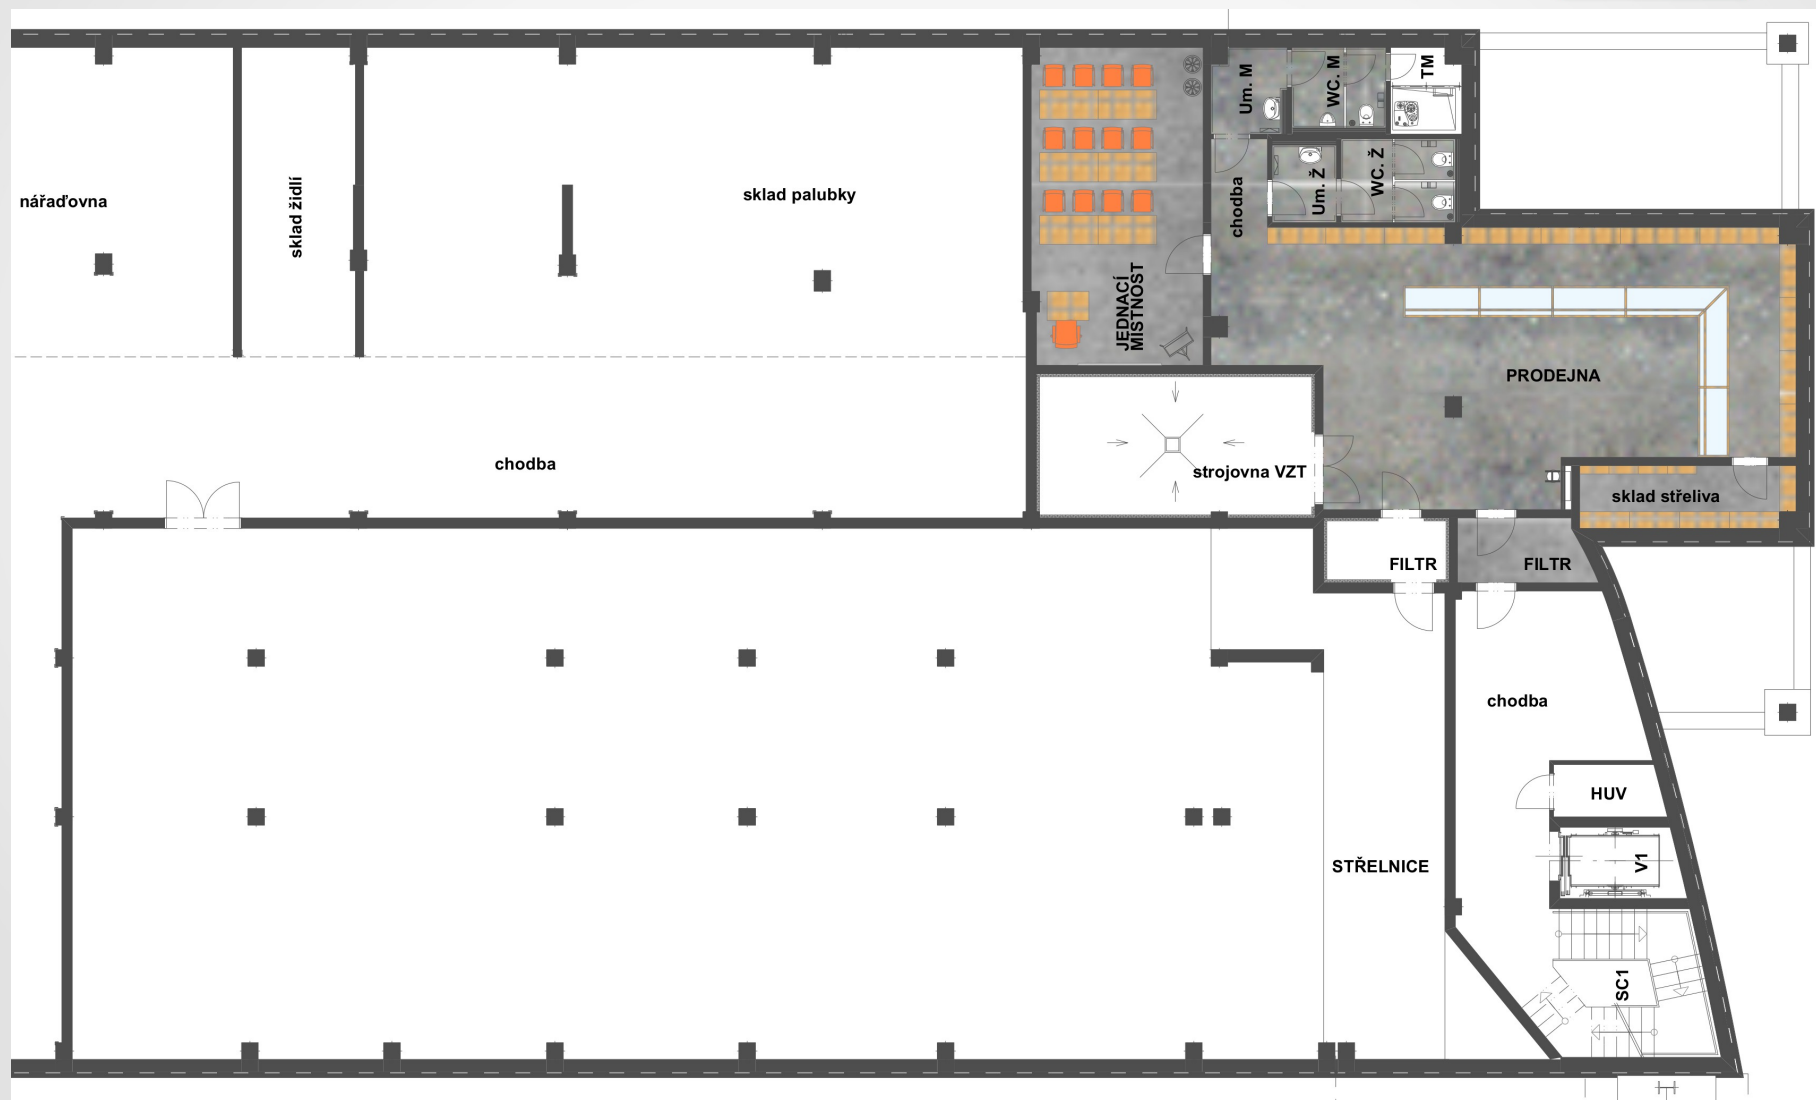 Um. M
WC. M
TM
nářaďovna
sklad židlí
sklad palubky
chodba
Um. Ž
WC. Ž
JEDNACÍ
MÍSTNOST
PRODEJNA
chodba
strojovna VZT
sklad střeliva
FILTR
FILTR
chodba
HUV
STŘELNICE
V1
SC1